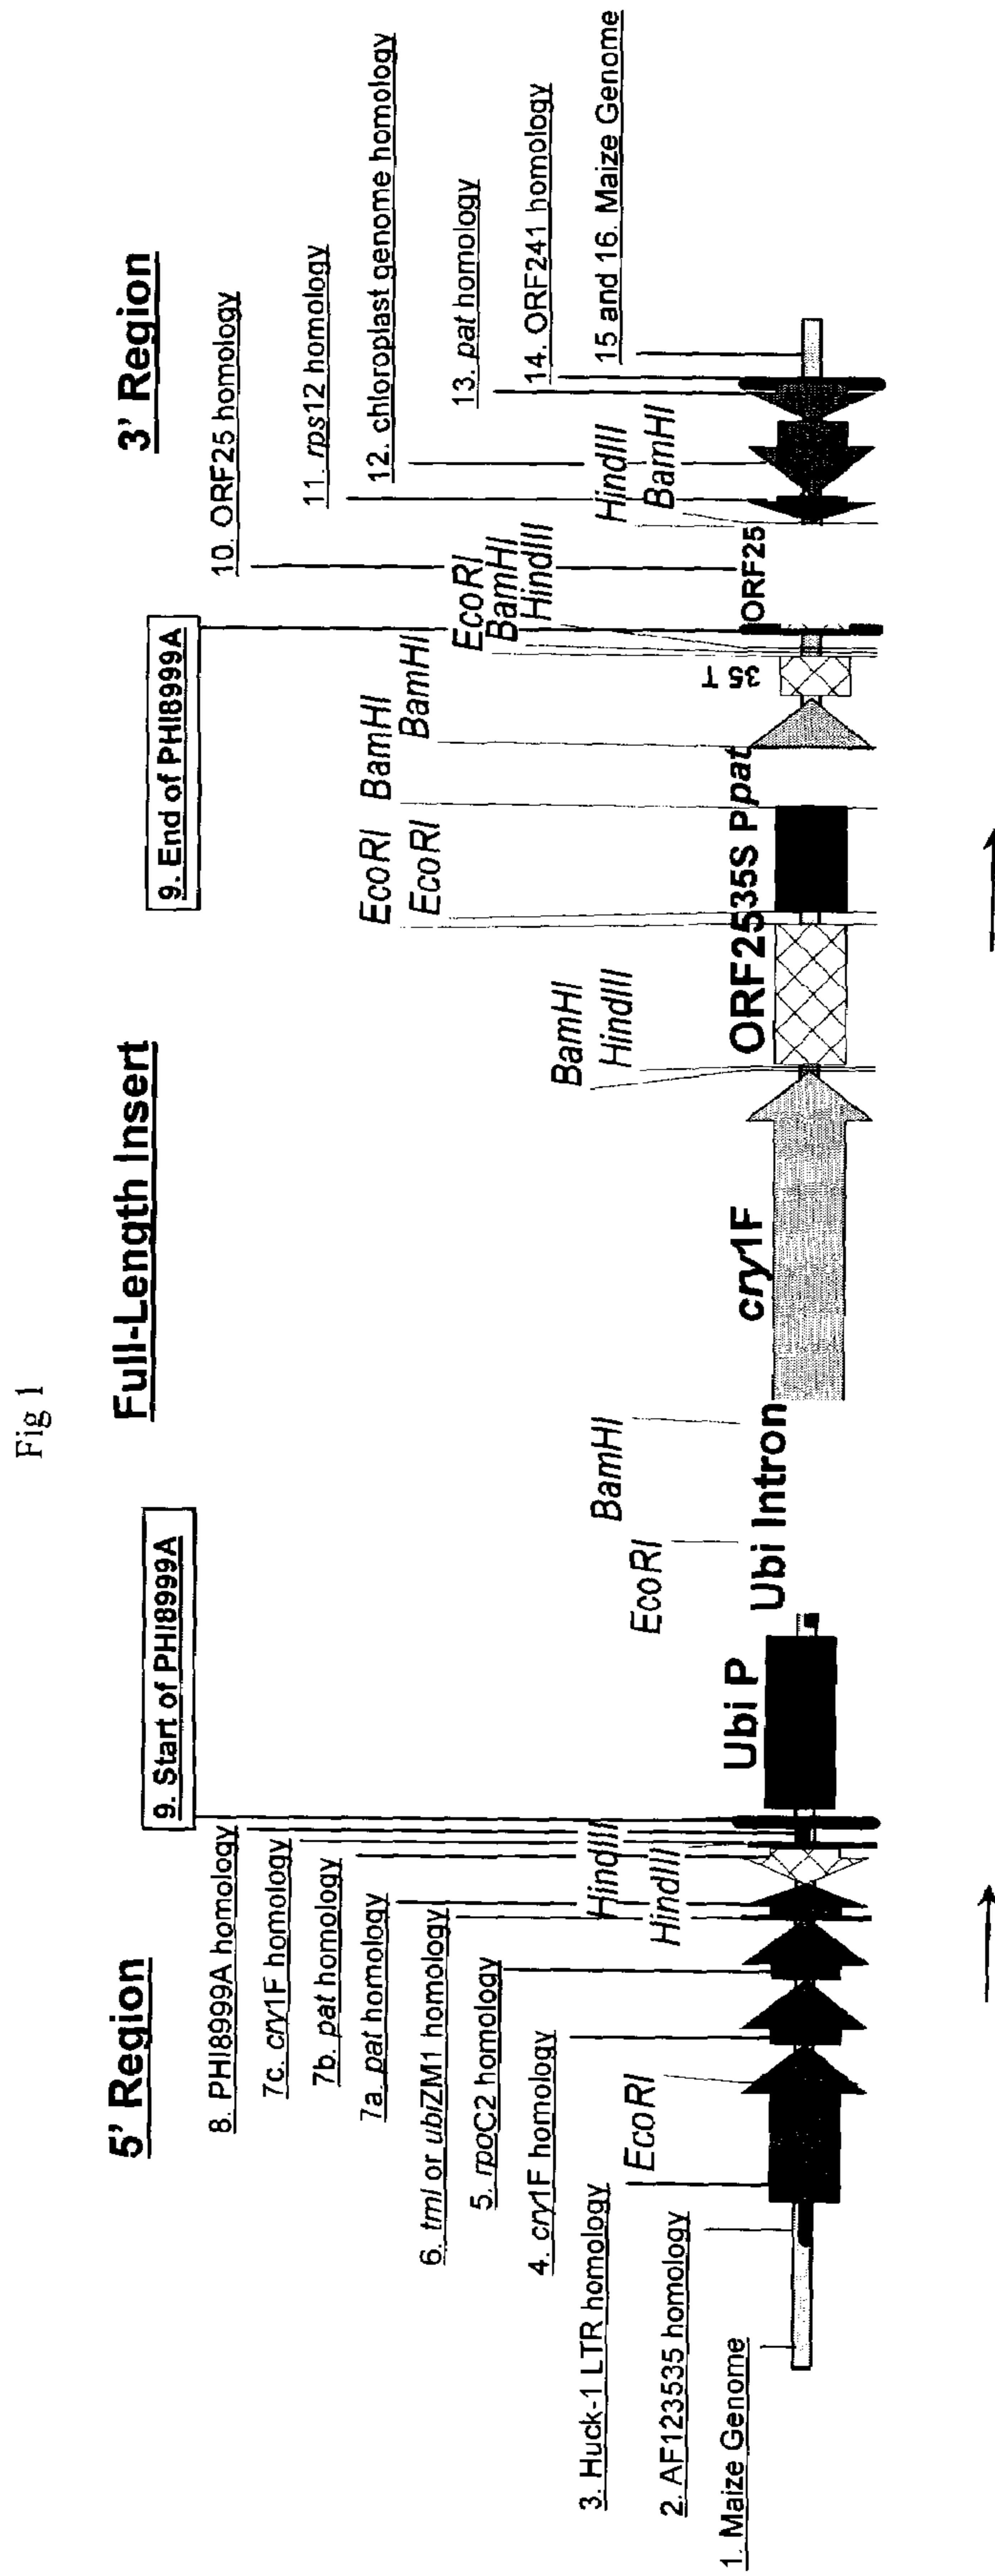 Fig 1
5' Region
Full-Length Insert
3' Region
9. Start of PHI8999A
9. End of PHI8999A
8. PHI8999A homology
7c. cry1F homology
7b. pat homology
7a. pat homology
6. tml or ubiZM1 homology
5. rpoC2 homology
4. cry1F homology
3. Huck-1 LTR homology
2. AF123535 homology
1. Maize Genome
EcoRI
HindIII
HindIII
EcoRI
BamHI
BamHI
HindIII
EcoRI
EcoRI
BamHI
BamHI
EcoRI
BamHI
HindIII
HindIII
BamHI
10. ORF25 homology
11. rps12 homology
12. chloroplast genome homology
13. pat homology
14. ORF241 homology
15 and 16. Maize Genome
Ubi P
Ubi Intron
cry1F
ORF25
35S P
pat
35 T
ORF25